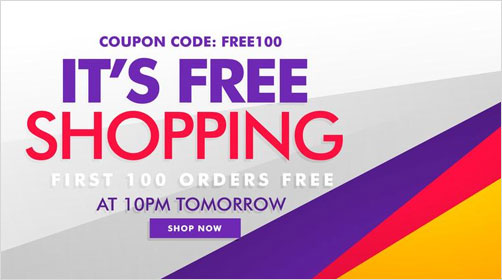 COUPON CODE: FREE100
IT'S FREE
SHOPPING
FIRST 100 ORDERS FREE
AT 10PM TOMORROW
SHOP NOW